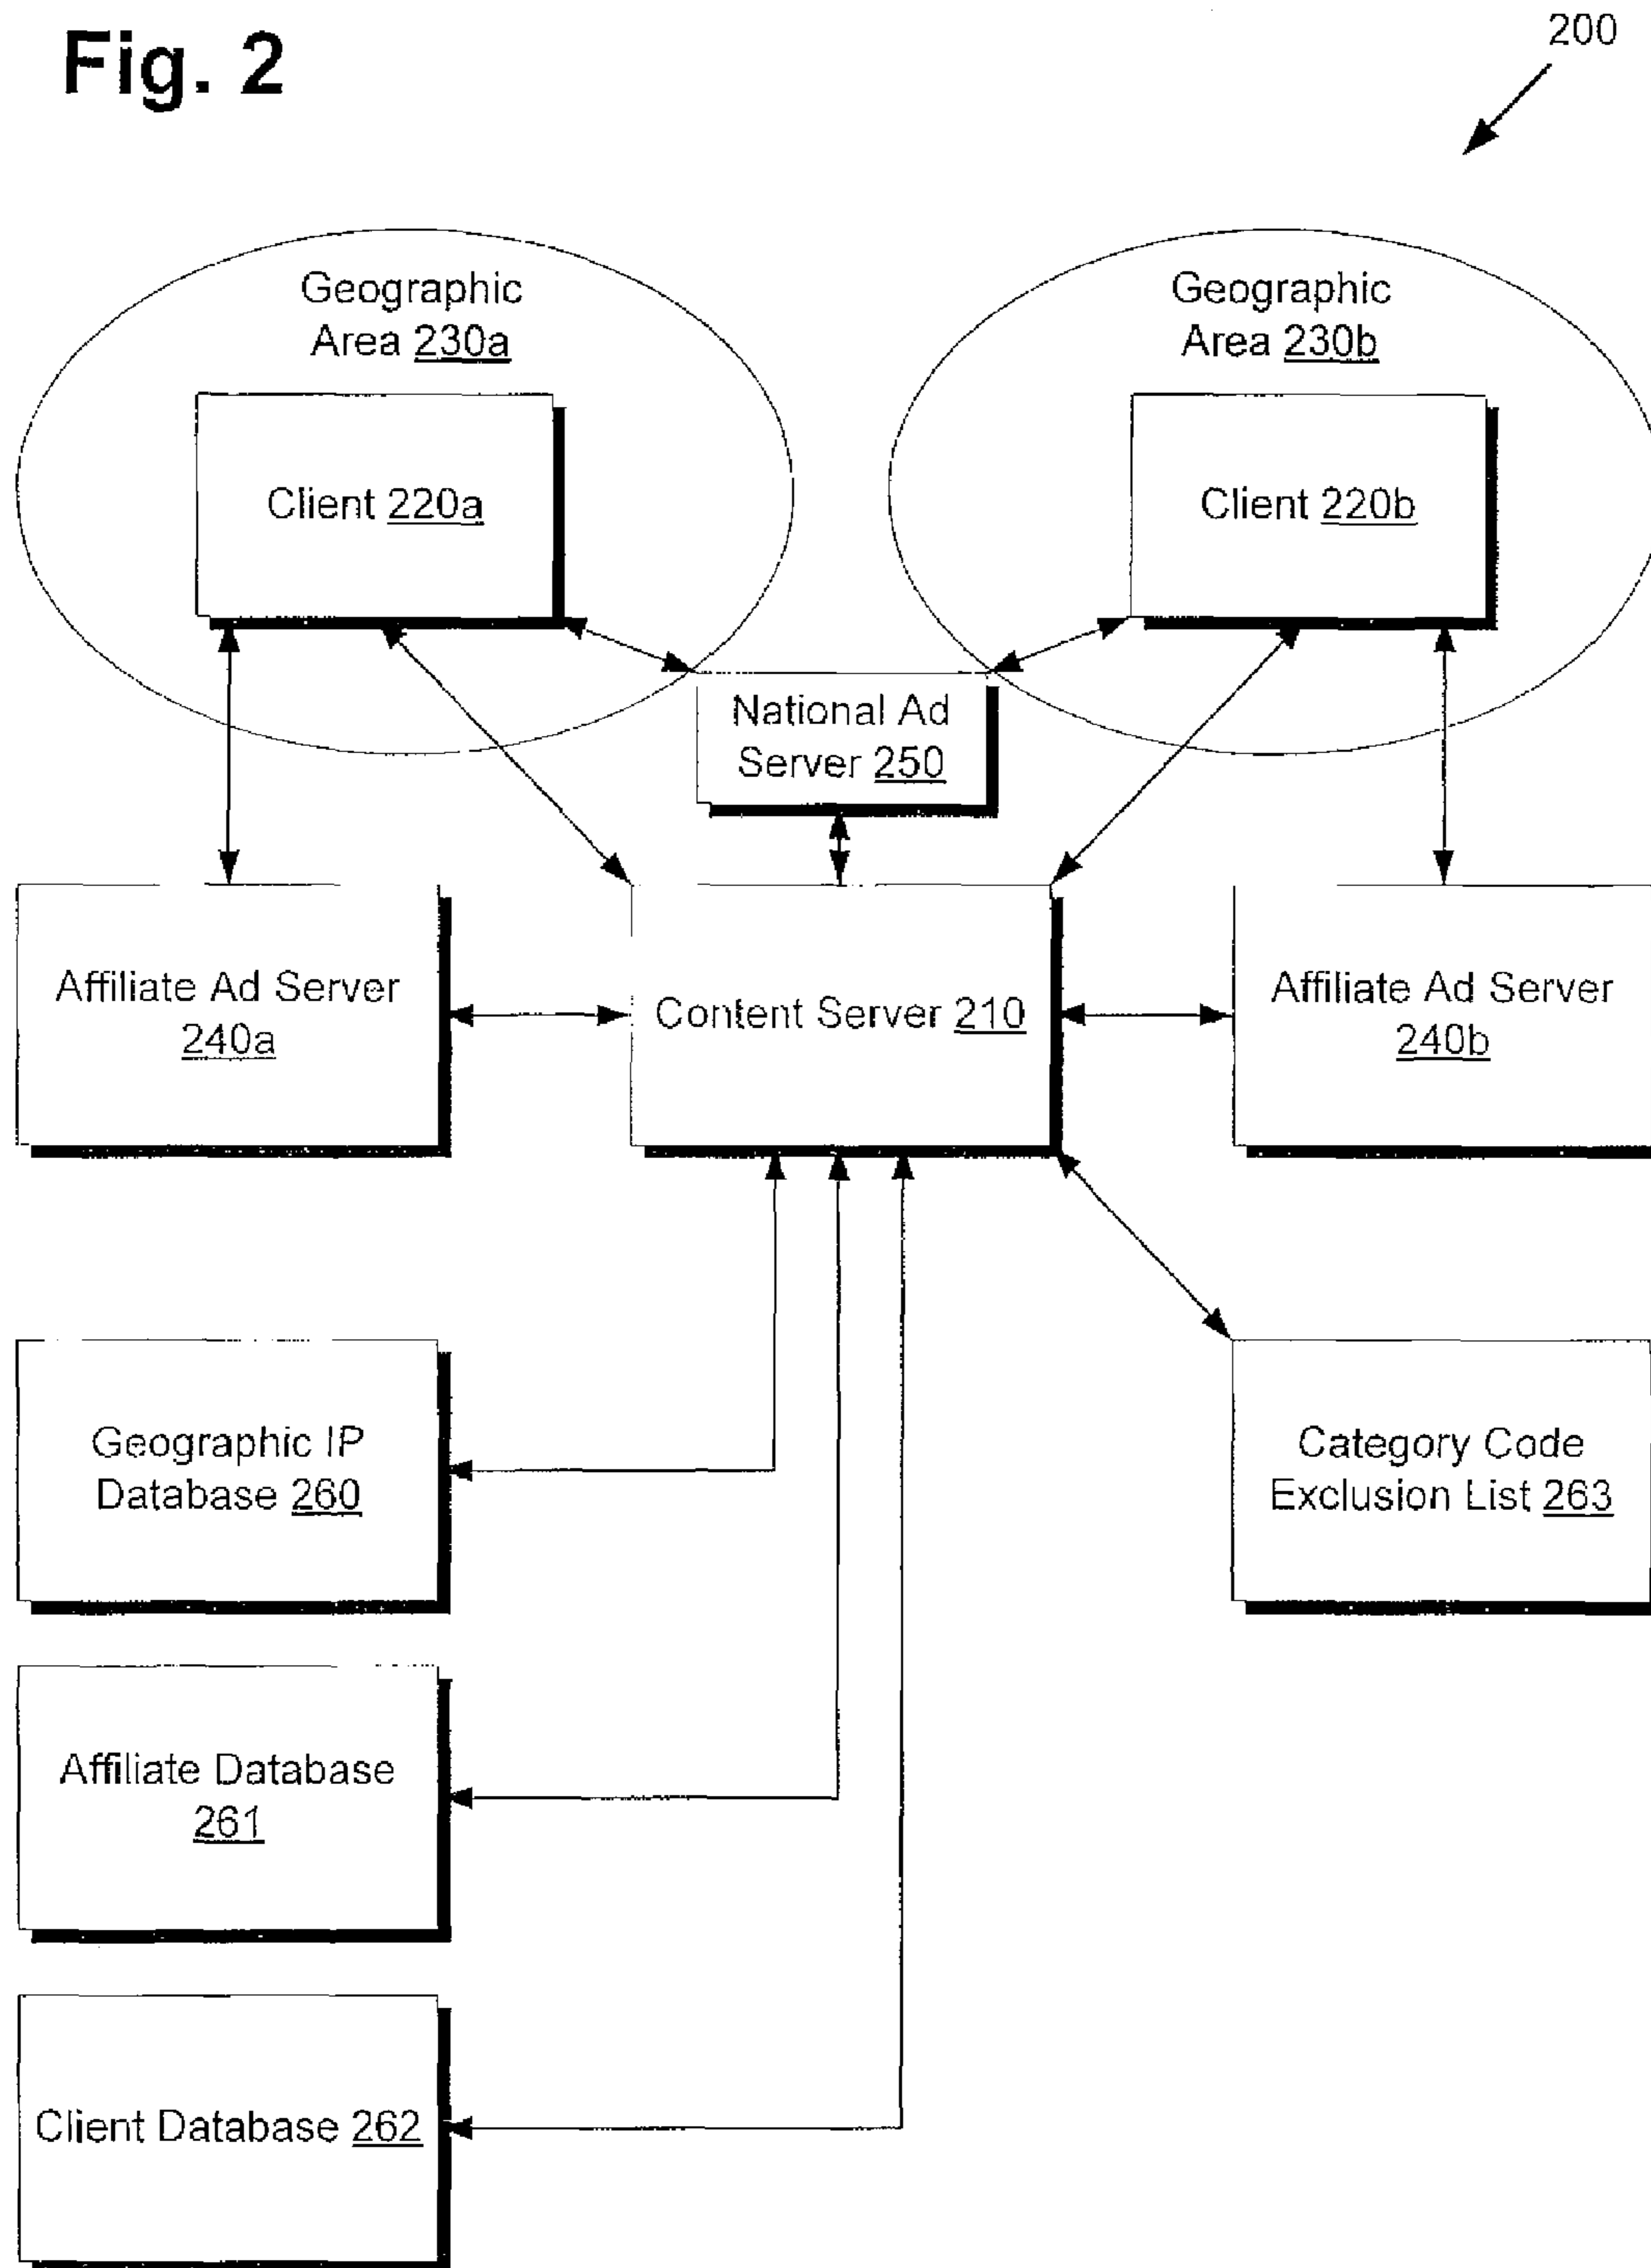 Fig. 2
200
Geographic
Area 230a
Geographic
Area 230b
Client 220a
Client 220b
National Ad
Server 250
Affiliate Ad Server
240a
Content Server 210
Affiliate Ad Server
240b
Geographic IP
Database 260
Category Code
Exclusion List 263
Affiliate Database
261
Client Database 262